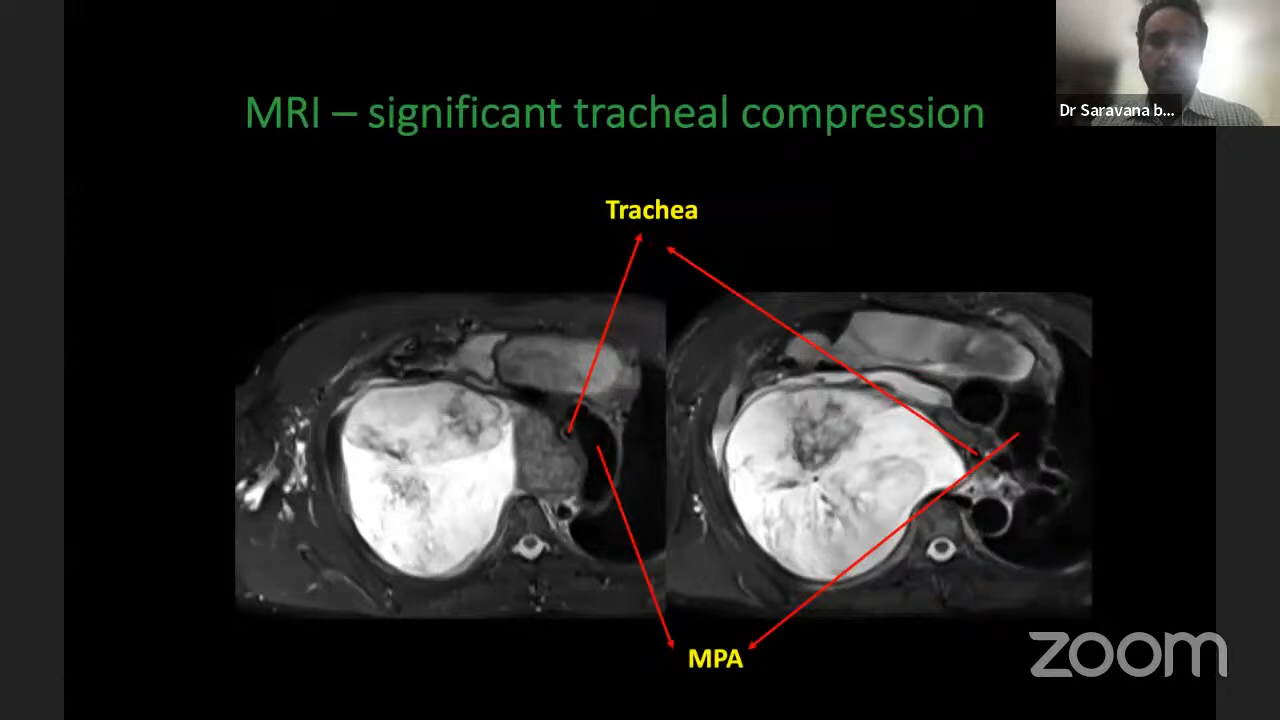 MRI – significant tracheal compression
Dr Saravana b...
Trachea
MPA
zoom